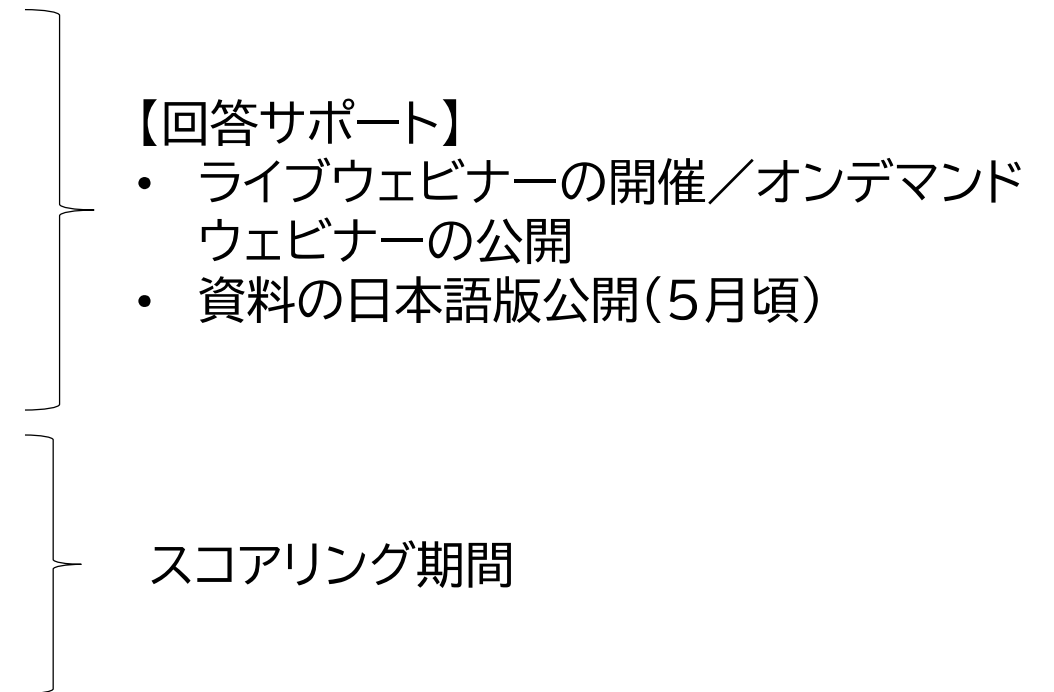 【回答サポート】
• ライブウェビナーの開催／オンデマンド
ウェビナーの公開
• 資料の日本語版公開（5月頃）
スコアリング期間